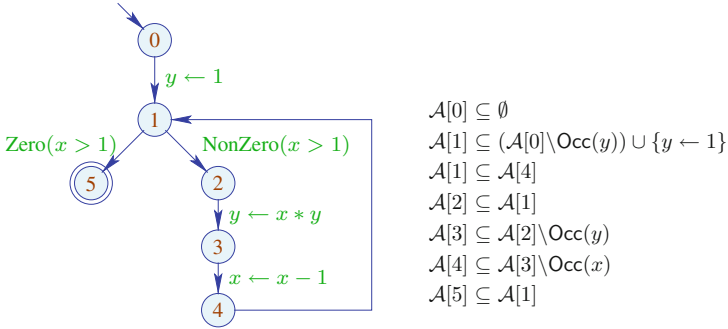 0
y ← 1
1
Zero(x > 1)
NonZero(x > 1)
5
2
y ← x ∗ y
3
x ← x − 1
4
𝒜[0] ⊆ ∅
𝒜[1] ⊆ (𝒜[0]\Occ(y)) ∪ {y ← 1}
𝒜[1] ⊆ 𝒜[4]
𝒜[2] ⊆ 𝒜[1]
𝒜[3] ⊆ 𝒜[2]\Occ(y)
𝒜[4] ⊆ 𝒜[3]\Occ(x)
𝒜[5] ⊆ 𝒜[1]